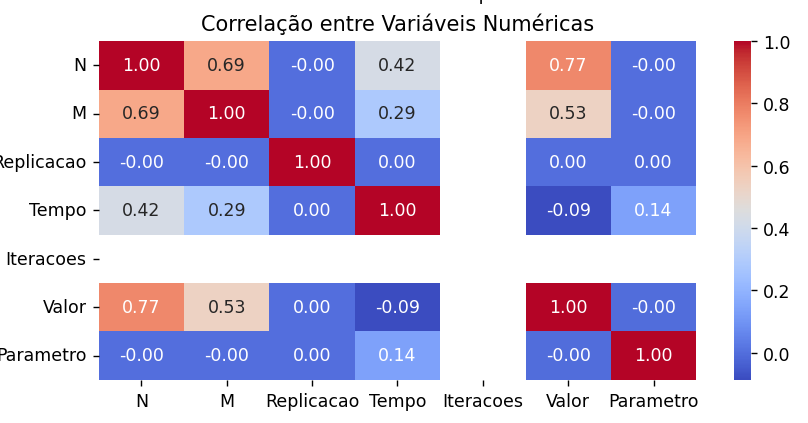 Correlação entre Variáveis Numéricas
N 1.00 0.69 -0.00 0.42 0.77 -0.00
M 0.69 1.00 -0.00 0.29 0.53 -0.00
Replicacao -0.00 -0.00 1.00 0.00 0.00 0.00
Tempo 0.42 0.29 0.00 1.00 -0.09 0.14
Iteracoes
Valor 0.77 0.53 0.00 -0.09 1.00 -0.00
Parametro -0.00 -0.00 0.00 0.14 -0.00 1.00
N M Replicacao Tempo Iteracoes Valor Parametro
1.0
0.8
0.6
0.4
0.2
0.0